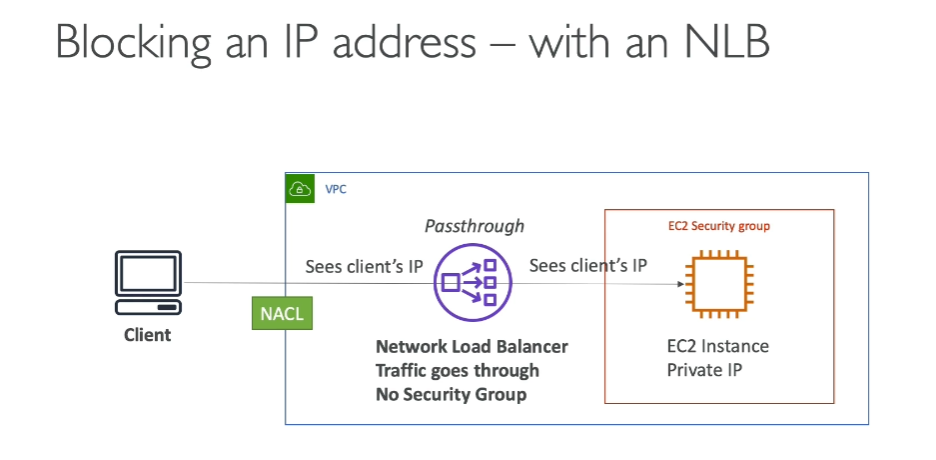 Blocking an IP address – with an NLB
VPC
Passthrough
EC2 Security group
Sees client's IP
Sees client's IP
NACL
Client
Network Load Balancer
Traffic goes through
No Security Group
EC2 Instance
Private IP